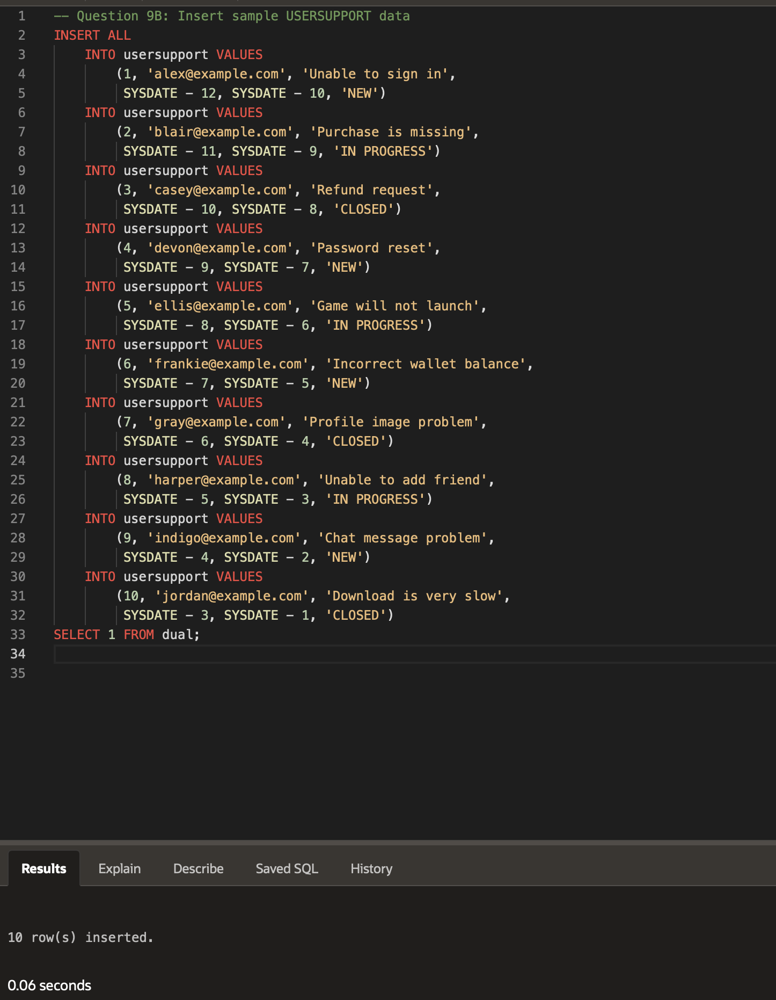 1 -- Question 9B: Insert sample USERSUPPORT data
2 INSERT ALL
3 INTO usersupport VALUES
4 (1, 'alex@example.com', 'Unable to sign in',
5 SYSDATE - 12, SYSDATE - 10, 'NEW')
6 INTO usersupport VALUES
7 (2, 'blair@example.com', 'Purchase is missing',
8 SYSDATE - 11, SYSDATE - 9, 'IN PROGRESS')
9 INTO usersupport VALUES
10 (3, 'casey@example.com', 'Refund request',
11 SYSDATE - 10, SYSDATE - 8, 'CLOSED')
12 INTO usersupport VALUES
13 (4, 'devon@example.com', 'Password reset',
14 SYSDATE - 9, SYSDATE - 7, 'NEW')
15 INTO usersupport VALUES
16 (5, 'ellis@example.com', 'Game will not launch',
17 SYSDATE - 8, SYSDATE - 6, 'IN PROGRESS')
18 INTO usersupport VALUES
19 (6, 'frankie@example.com', 'Incorrect wallet balance',
20 SYSDATE - 7, SYSDATE - 5, 'NEW')
21 INTO usersupport VALUES
22 (7, 'gray@example.com', 'Profile image problem',
23 SYSDATE - 6, SYSDATE - 4, 'CLOSED')
24 INTO usersupport VALUES
25 (8, 'harper@example.com', 'Unable to add friend',
26 SYSDATE - 5, SYSDATE - 3, 'IN PROGRESS')
27 INTO usersupport VALUES
28 (9, 'indigo@example.com', 'Chat message problem',
29 SYSDATE - 4, SYSDATE - 2, 'NEW')
30 INTO usersupport VALUES
31 (10, 'jordan@example.com', 'Download is very slow',
32 SYSDATE - 3, SYSDATE - 1, 'CLOSED')
33 SELECT 1 FROM dual;
34
35
Results Explain Describe Saved SQL History
10 row(s) inserted.
0.06 seconds